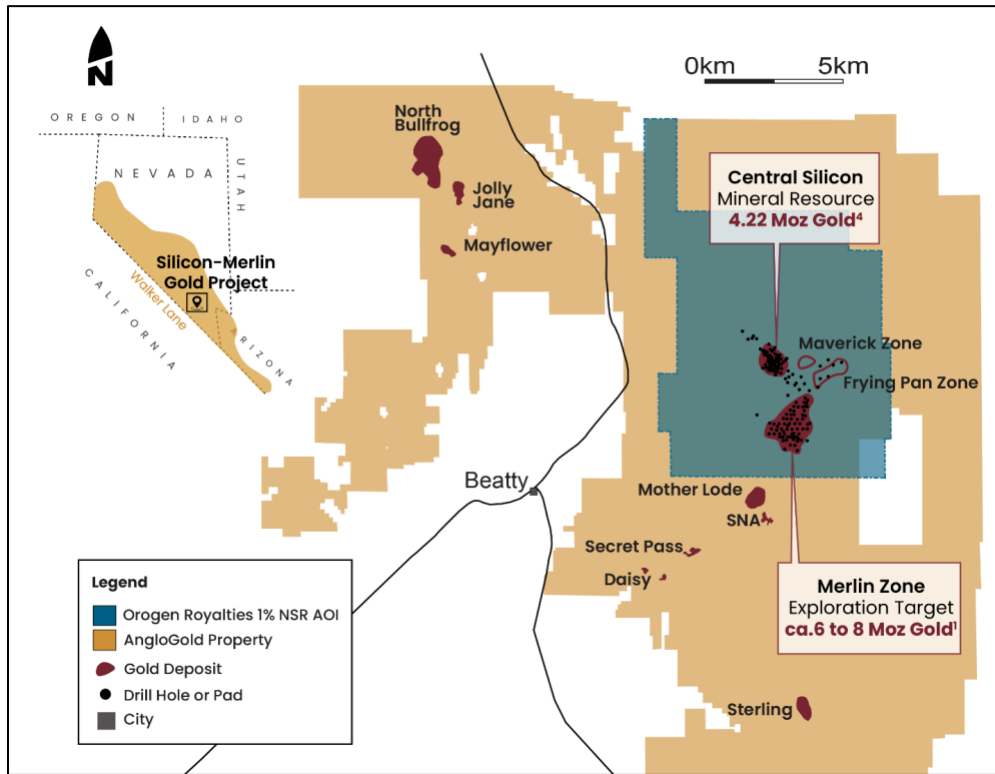 N
OREGON
IDAHO
NEVADA
UTAH
Silicon-Merlin
Gold Project
Walker Lane
CALIFORNIA
ARIZONA
0km
5km
North
Bullfrog
Jolly
Jane
Mayflower
Central Silicon
Mineral Resource
4.22 Moz Gold⁴
Maverick Zone
Frying Pan Zone
Beatty
Mother Lode
SNA
Secret Pass
Daisy
Merlin Zone
Exploration Target
ca.6 to 8 Moz Gold¹
Sterling
Legend
Orogen Royalties 1% NSR AOI
AngloGold Property
Gold Deposit
Drill Hole or Pad
City